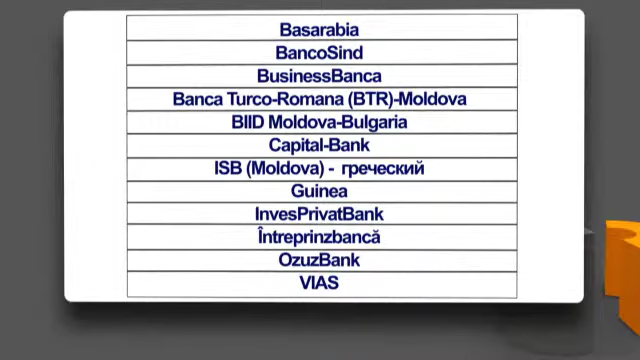 Basarabia
BancoSind
BusinessBanca
Banca Turco-Romana (BTR)-Moldova
BIID Moldova-Bulgaria
Capital-Bank
ISB (Moldova) - греческий
Guinea
InvesPrivatBank
Întreprinzbancă
OzuzBank
VIAS